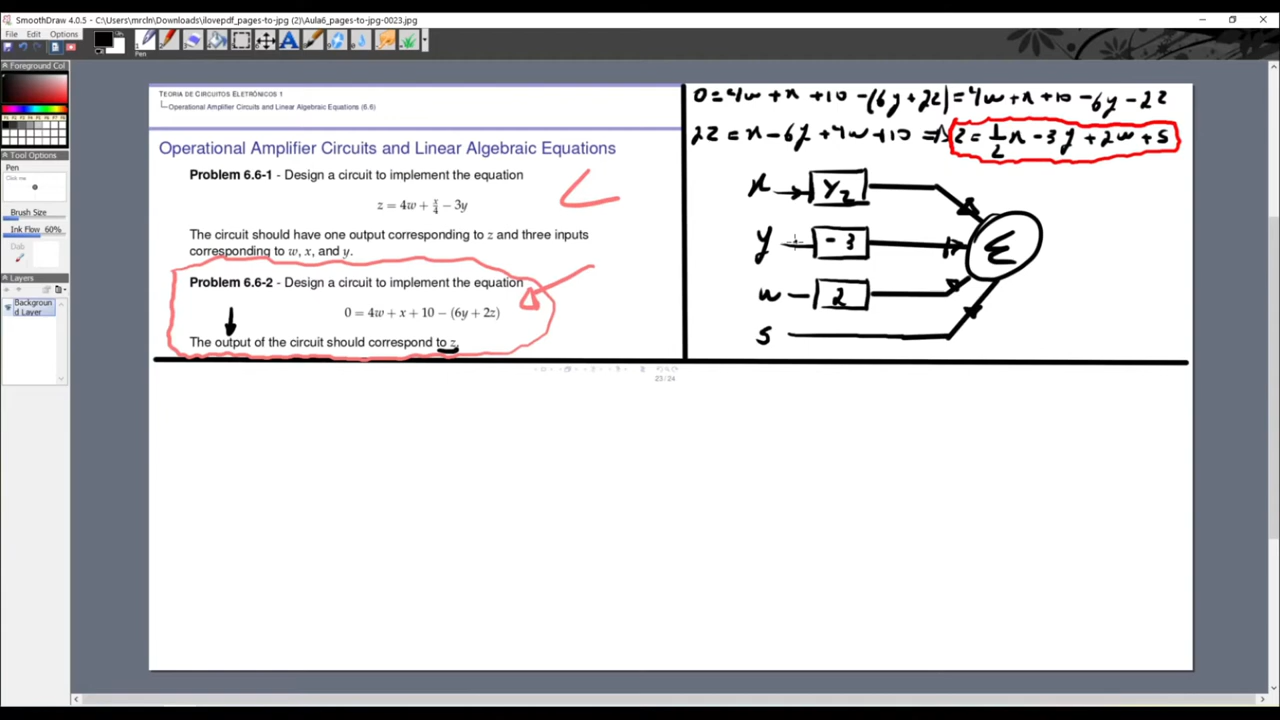 SmoothDraw 4.0.5 - C:\Users\mrcln\Downloads\ilovepdf_pages-to-jpg (2)\Aula6_pages-to-jpg-0023.jpg
File Edit Options
Pen
Foreground Col
Tool Options
Pen
Click me
Brush Size
Ink Flow 60%
Dab
Layers
Background Layer
TEORIA DE CIRCUITOS ELETRÔNICOS 1
Operational Amplifier Circuits and Linear Algebraic Equations (6.6)
Operational Amplifier Circuits and Linear Algebraic Equations
Problem 6.6-1 - Design a circuit to implement the equation
z = 4w + x/4 − 3y
The circuit should have one output corresponding to z and three inputs
corresponding to w, x, and y.
Problem 6.6-2 - Design a circuit to implement the equation
0 = 4w + x + 10 − (6y + 2z)
The output of the circuit should correspond to z.
23/24
0=4w+x+10-(6y+2z)=4w+x+10-6y-2z
2z=x-6y+4w+10 ⇒ z=1/2x-3y+2w+5
x 1/2
y -3
Σ
w 2
5